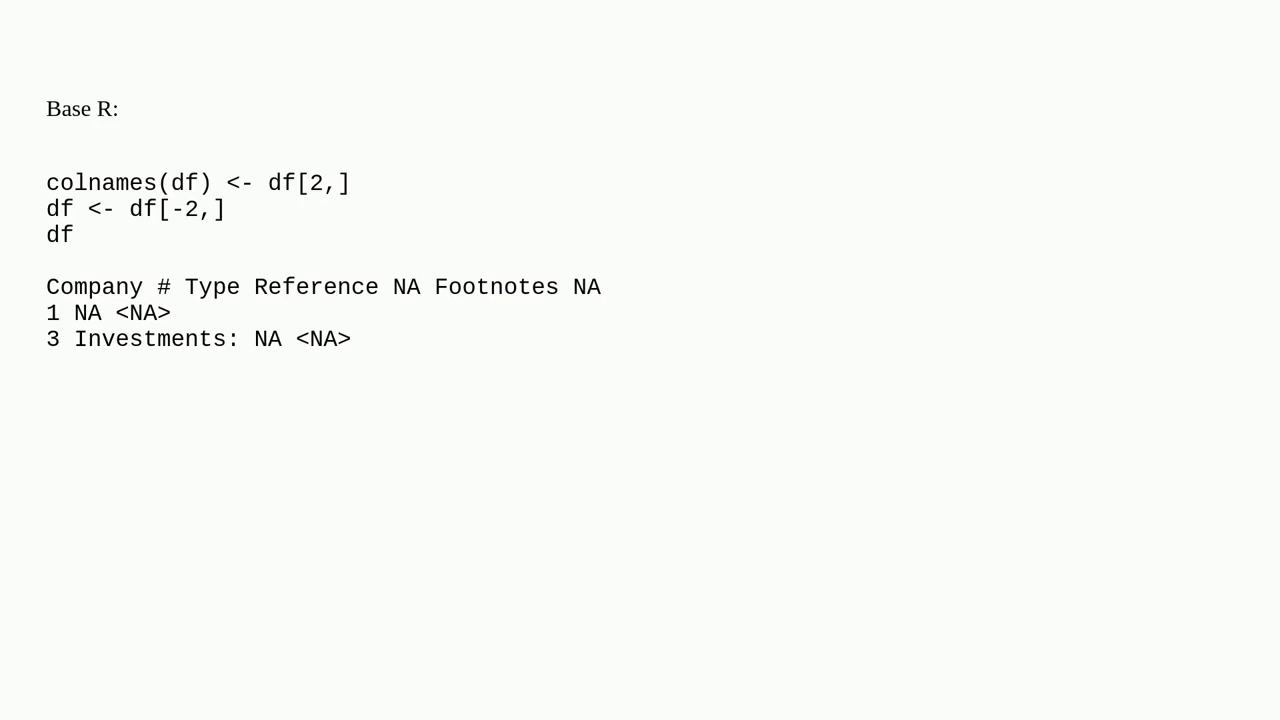 Base R:
colnames(df) <- df[2,]
df <- df[-2,]
df
Company # Type Reference NA Footnotes NA
1 NA <NA>
3 Investments: NA <NA>